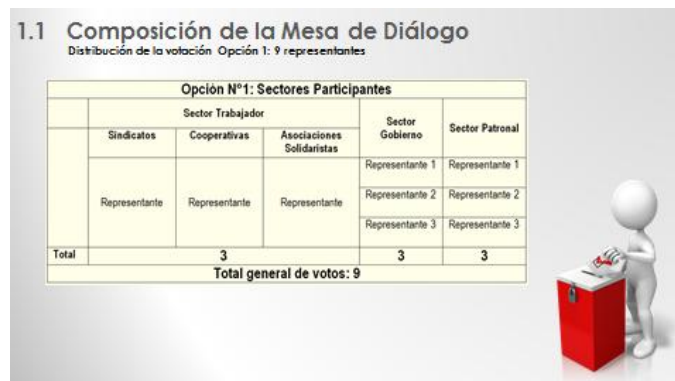 1.1 Composición de la Mesa de Diálogo
Distribución de la votación Opción 1: 9 representantes
Opción N°1: Sectores Participantes
Sector Trabajador
Sector Gobierno
Sector Patronal
Sindicatos
Cooperativas
Asociaciones Solidaristas
Representante
Representante
Representante
Representante 1
Representante 1
Representante 2
Representante 2
Representante 3
Representante 3
Total
3
3
3
Total general de votos: 9